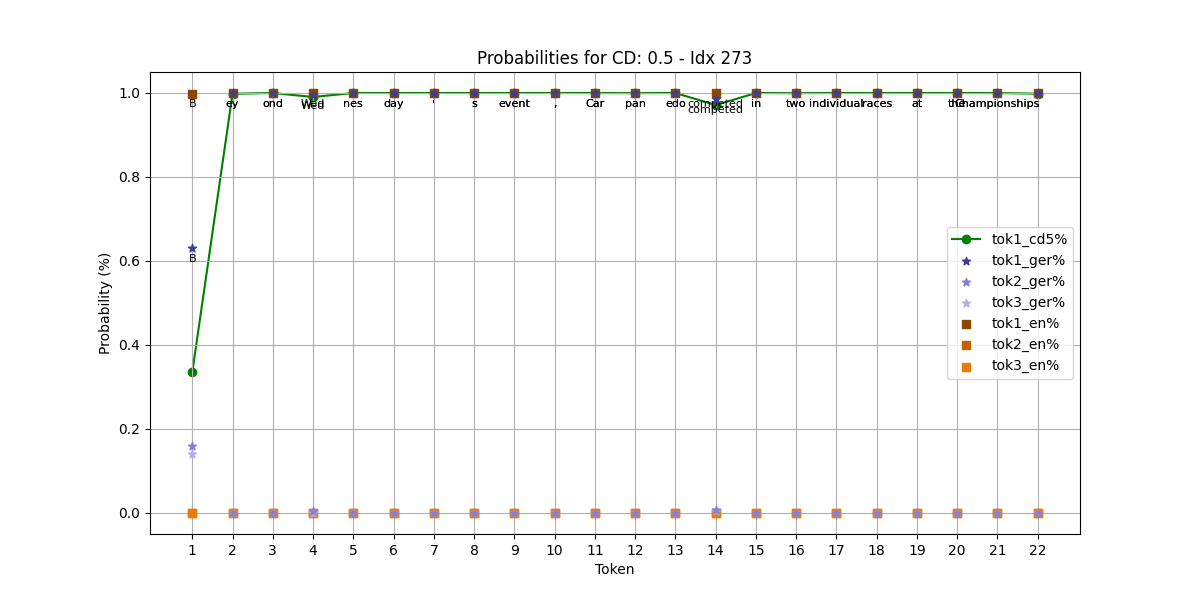 Probabilities for CD: 0.5 - Idx 273
Probability (%)
1.0
0.8
0.6
0.4
0.2
0.0
B ey ond Wed nes day ' s event , Car pan edo competed in two individual races at the Championships
Wed competed
B
tok1_cd5%
tok1_ger%
tok2_ger%
tok3_ger%
tok1_en%
tok2_en%
tok3_en%
1 2 3 4 5 6 7 8 9 10 11 12 13 14 15 16 17 18 19 20 21 22
Token